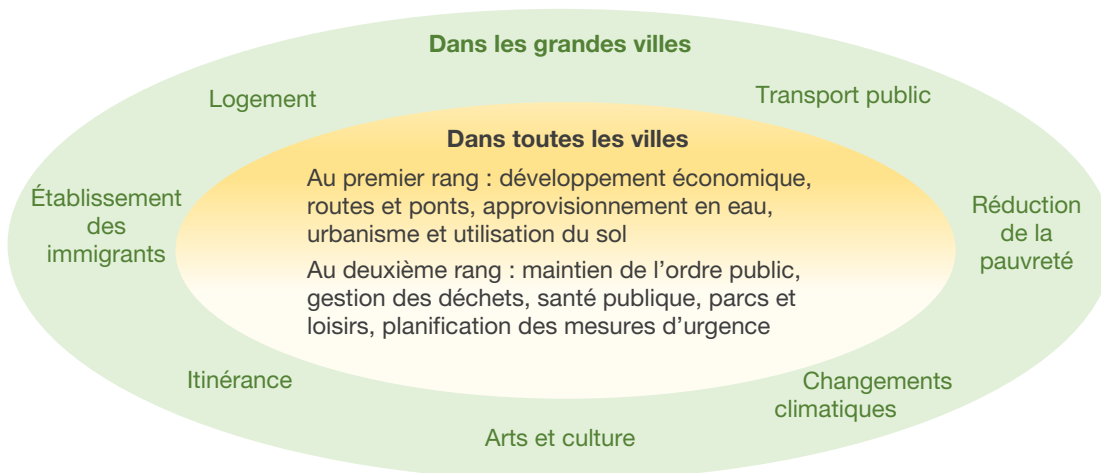 Dans les grandes villes
Logement
Transport public
Dans toutes les villes
Au premier rang : développement économique,
routes et ponts, approvisionnement en eau,
urbanisme et utilisation du sol
Au deuxième rang : maintien de l’ordre public,
gestion des déchets, santé publique, parcs et
loisirs, planification des mesures d’urgence
Établissement
des
immigrants
Réduction
de la
pauvreté
Itinérance
Changements
climatiques
Arts et culture